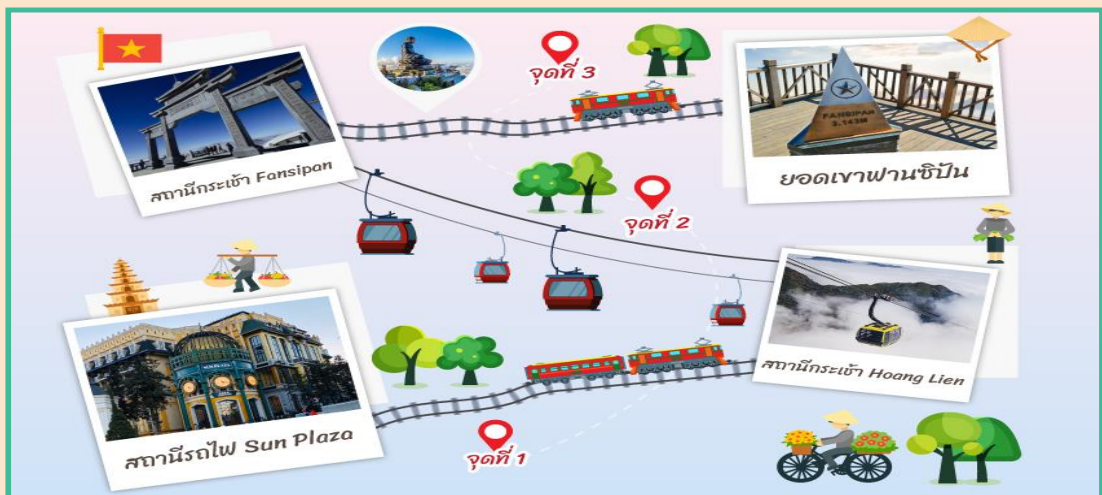 จุดที่ 3
สถานีกระเช้า Fansipan
FANSIPAN
3.143M
ยอดเขาฟานซิปัน
จุดที่ 2
สถานีรถไฟ Sun Plaza
สถานีกระเช้า Hoang Lien
จุดที่ 1